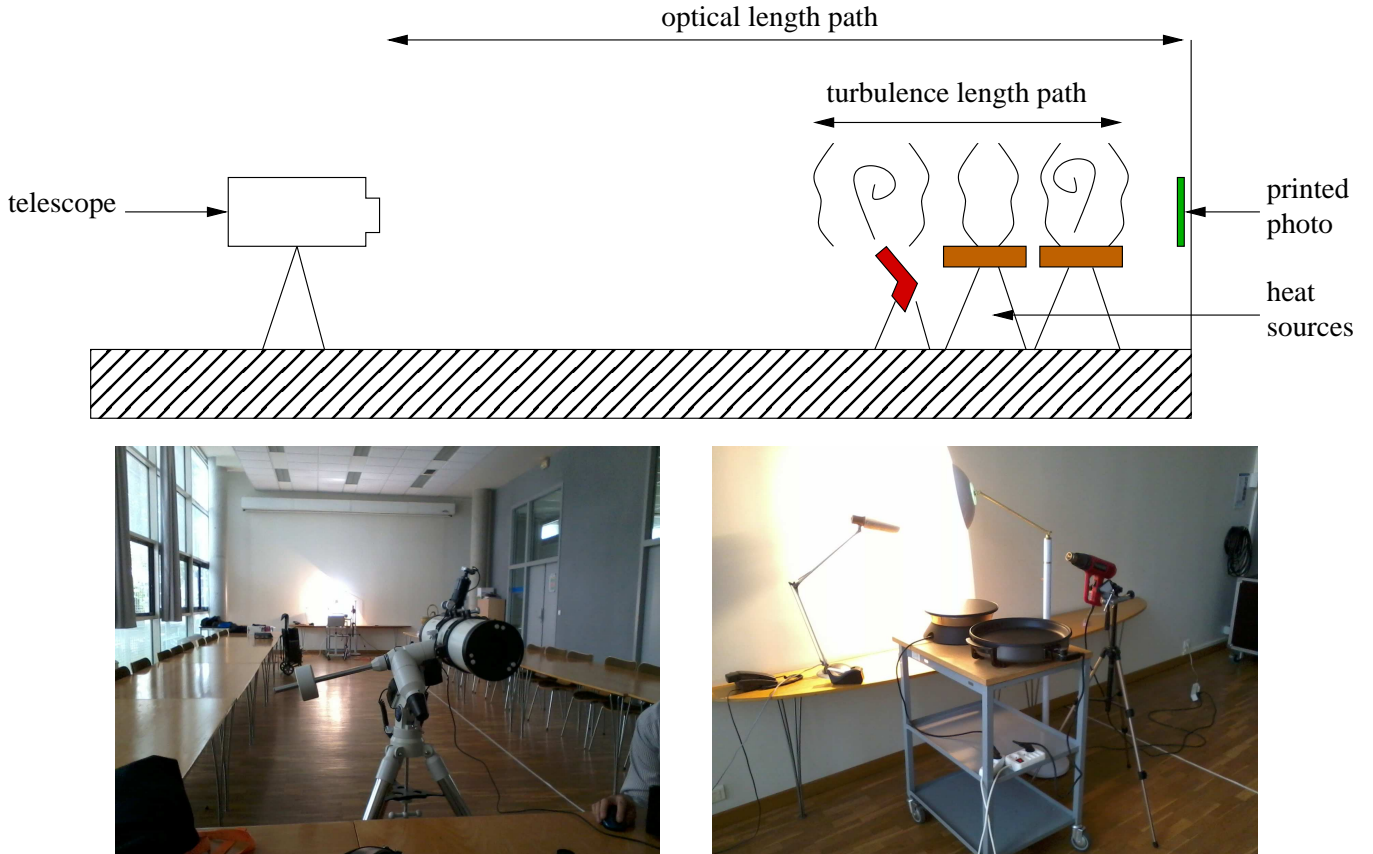 optical length path
turbulence length path
telescope
printed
photo
heat
sources